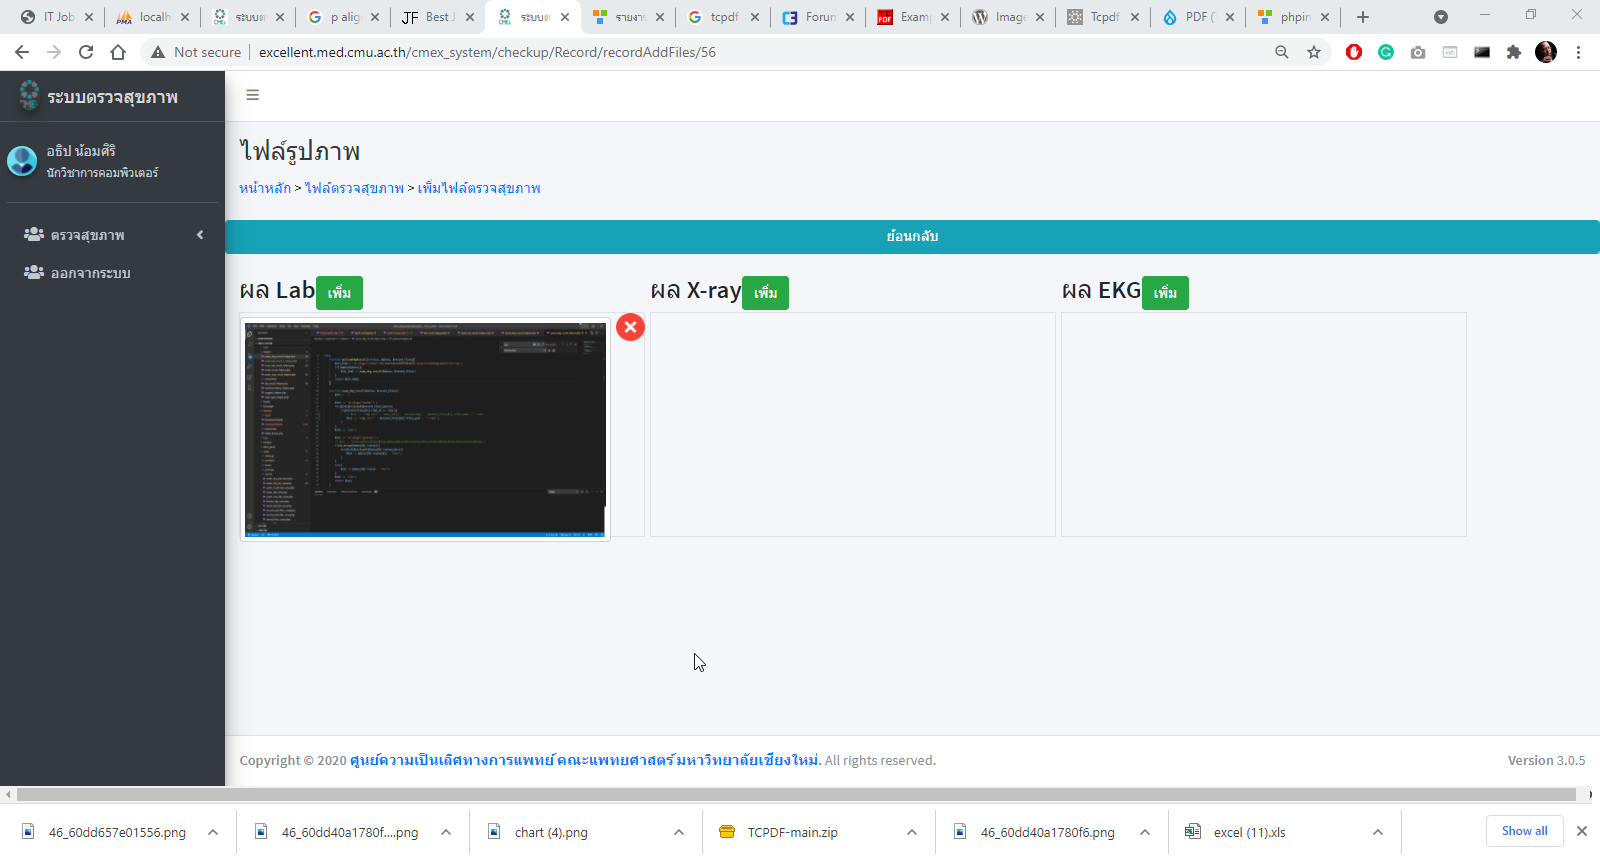 IT Job
localh
ระบบต
p alig
Best J
ระบบต
รายงาน
tcpdf
Forun
Examp
Image
Tcpdf
PDF (T
phpin
Not secure
excellent.med.cmu.ac.th/cmex_system/checkup/Record/recordAddFiles/56
ระบบตรวจสุขภาพ
อธิป น้อมศิริ
นักวิชาการคอมพิวเตอร์
ตรวจสุขภาพ
ออกจากระบบ
ไฟล์รูปภาพ
หน้าหลัก > ไฟล์ตรวจสุขภาพ > เพิ่มไฟล์ตรวจสุขภาพ
ย้อนกลับ
ผล Lab เพิ่ม
ผล X-ray เพิ่ม
ผล EKG เพิ่ม
Copyright © 2020 ศูนย์ความเป็นเลิศทางการแพทย์ คณะแพทยศาสตร์ มหาวิทยาลัยเชียงใหม่. All rights reserved.
Version 3.0.5
46_60dd657e01556.png
46_60dd40a1780f....png
chart (4).png
TCPDF-main.zip
46_60dd40a1780f6.png
excel (11).xls
Show all